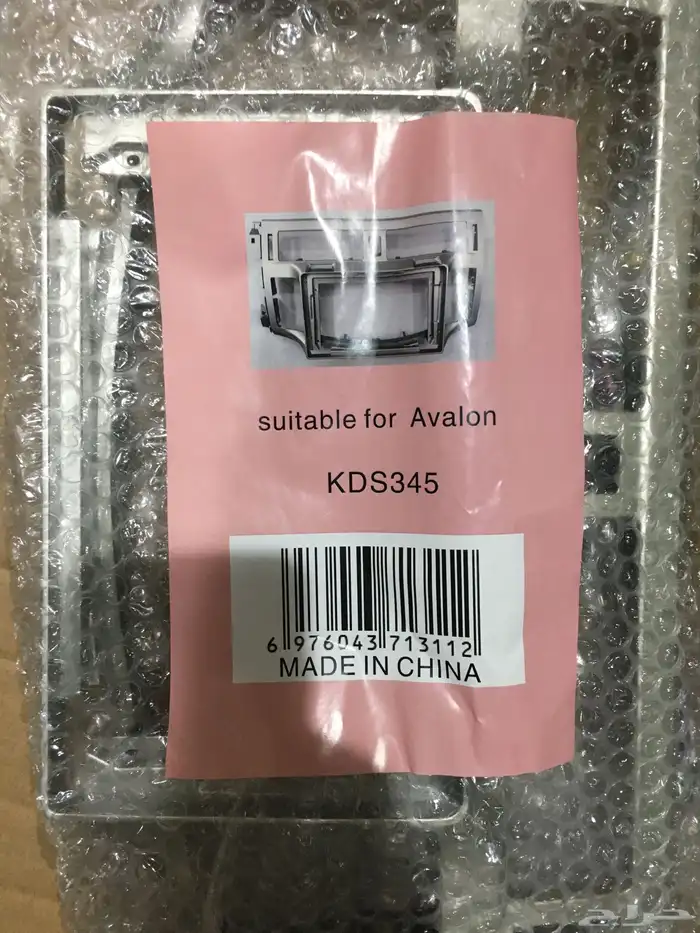 suitable for Avalon
KDS345
6 976043 713112
MADE IN CHINA
حراج